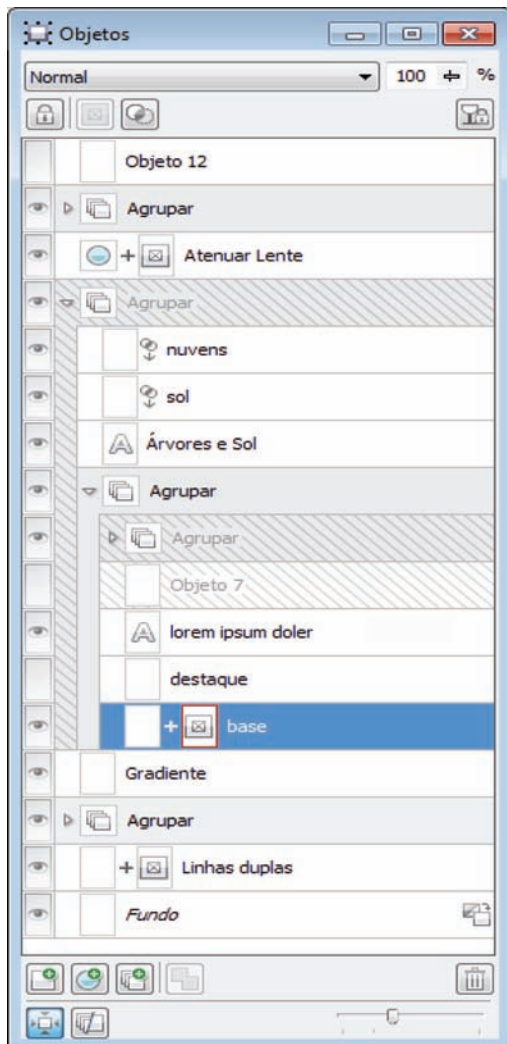 Objetos
Normal 100 %
Objeto 12
Agrupar
Atenuar Lente
Agrupar
nuvens
sol
Árvores e Sol
Agrupar
Agrupar
Objeto 7
lorem ipsum doler
destaque
base
Gradiente
Agrupar
Linhas duplas
Fundo